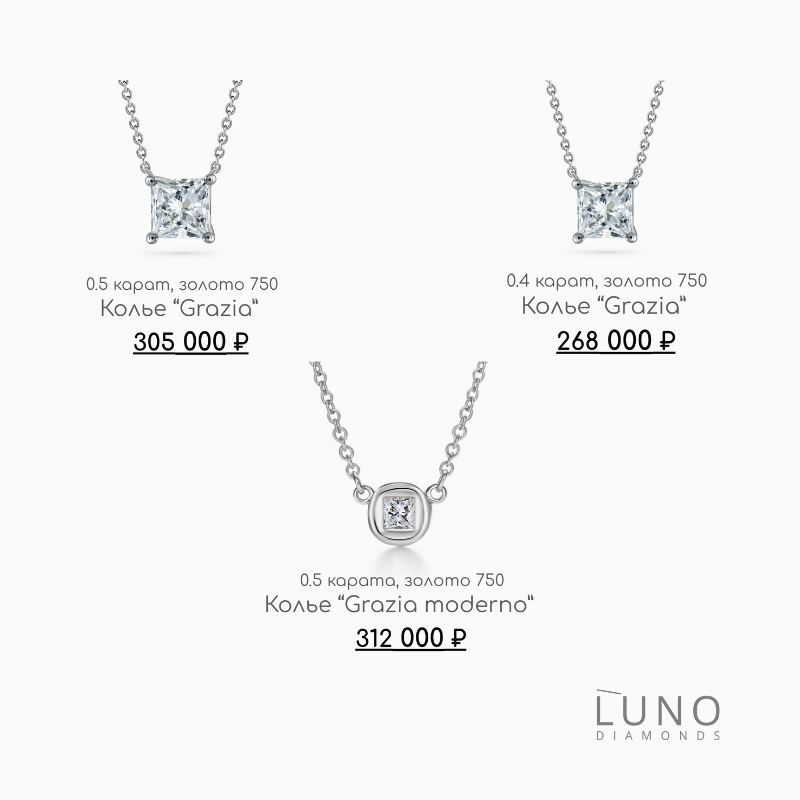 0.5 карат, золото 750
Колье “Grazia”
305 000 ₽
0.4 карат, золото 750
Колье “Grazia”
268 000 ₽
0.5 карата, золото 750
Колье “Grazia moderno”
312 000 ₽
LUNO
DIAMONDS